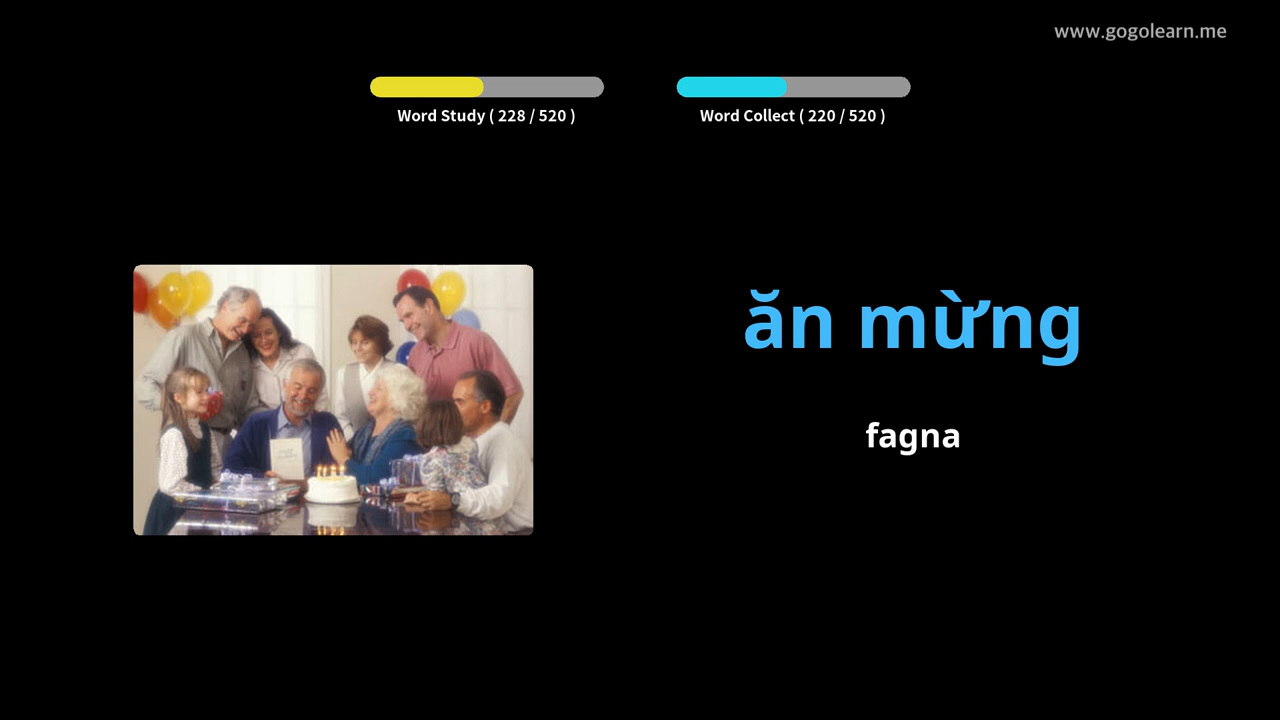 www.gogolearn.me
Word Study ( 228 / 520 )
Word Collect ( 220 / 520 )
ăn mừng
fagna